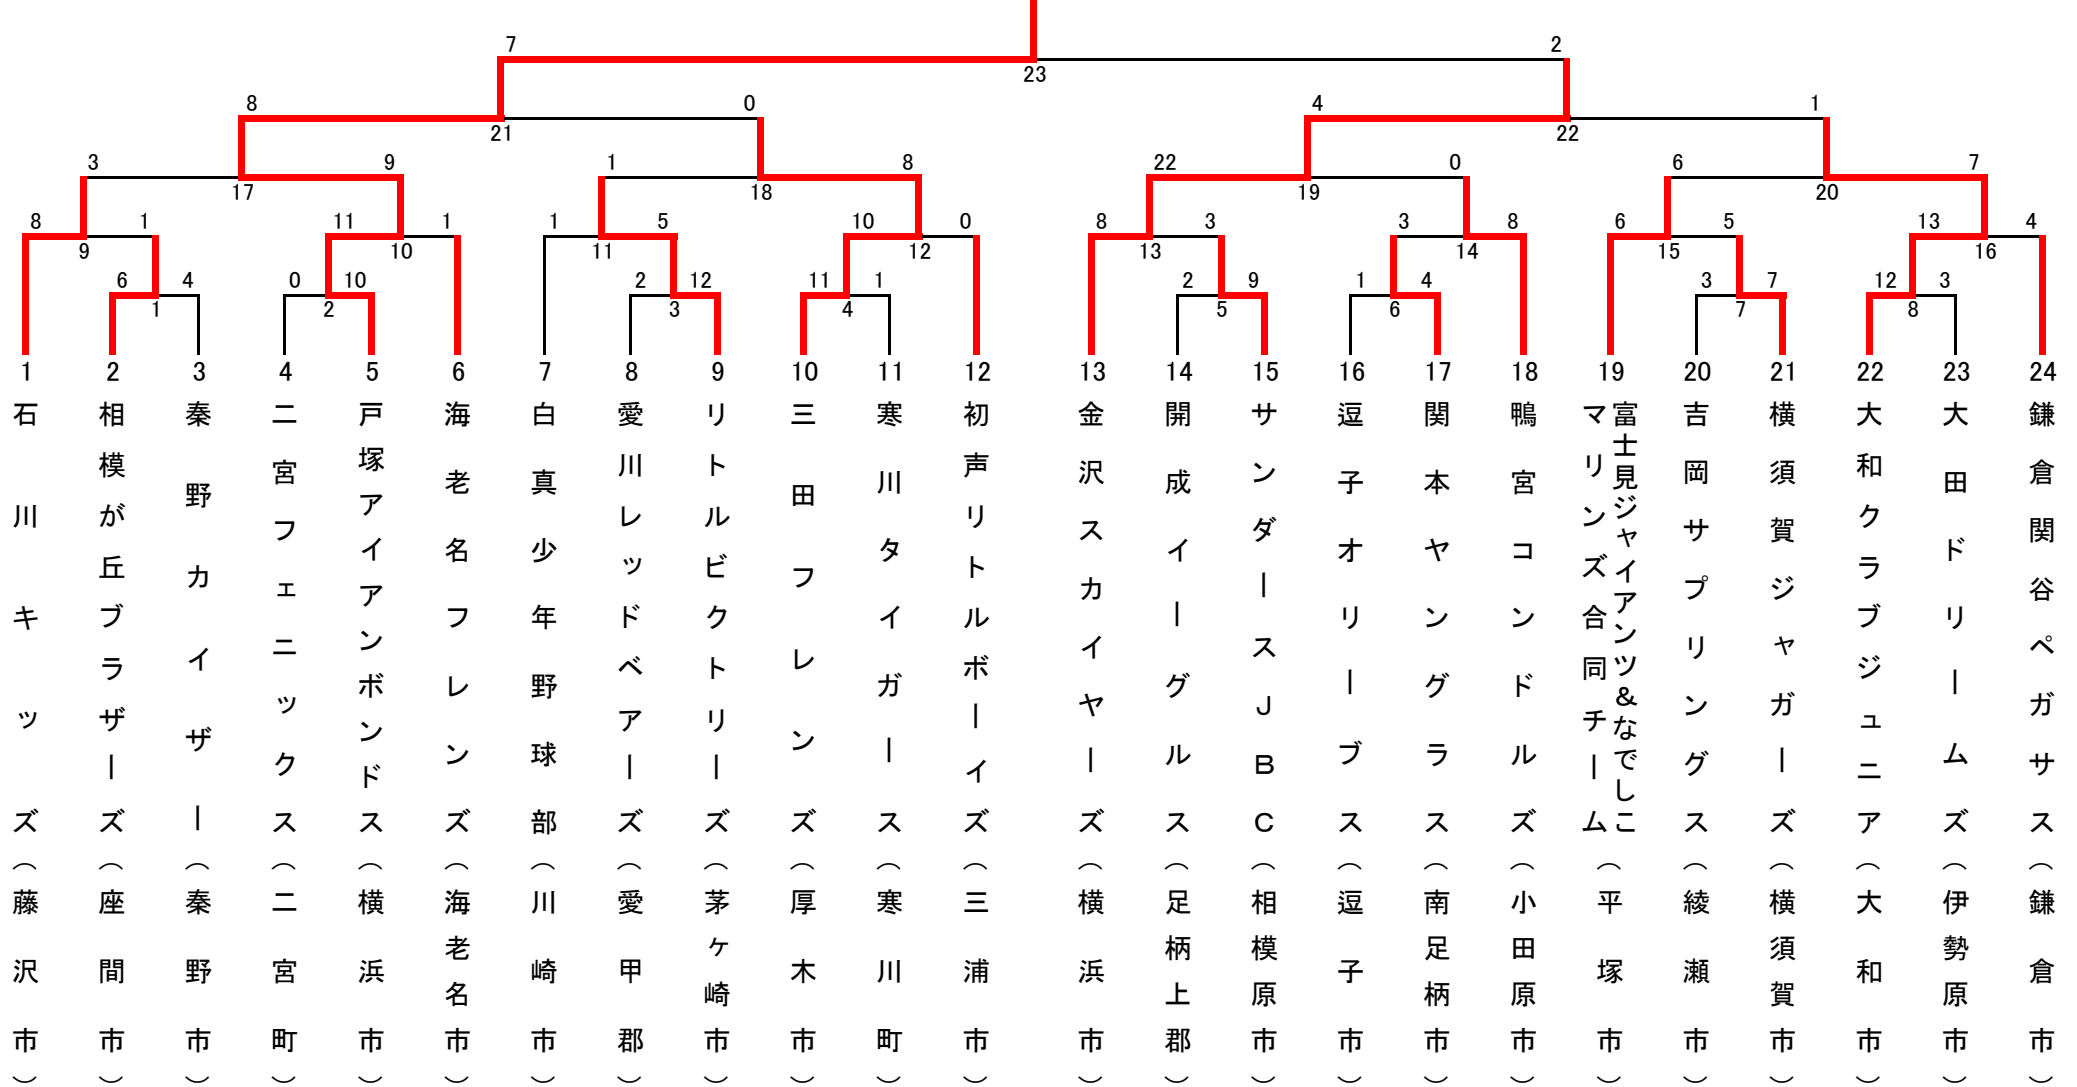 7 2
23
8 0 4 1
21 22
3 9 1 8 22 0 6 7
17 18 19 20
8 1 11 1 1 5 10 0 8 3 3 8 6 5 13 4
9 10 11 12 13 14 15 16
6 4 0 10 2 12 11 1 2 9 1 4 3 7 12 3
1 2 3 4 5 6 7 8
1 2 3 4 5 6 7 8 9 10 11 12 13 14 15 16 17 18 19 20 21 22 23 24
石川キッズ(藤沢市)
相模が丘ブラザーズ(座間市)
秦野カイザー(秦野市)
二宮フェニックス(二宮町)
戸塚アイアンボンドス(横浜市)
海老名フレンズ(海老名市)
白真少年野球部(川崎市)
愛川レッドベアーズ(愛甲郡)
リトルビクトリーズ(茅ヶ崎市)
三田フレンズ(厚木市)
寒川タイガース(寒川町)
初声リトルボーイズ(三浦市)
金沢スカイヤーズ(横浜市)
開成イーグルス(足柄上郡)
サンダースJBC(相模原市)
逗子オリーブス(逗子市)
関本ヤングラス(南足柄市)
鴨宮コンドルズ(小田原市)
富士見ジャイアンツ&なでしこ
マリンズ合同チーム(平塚市)
吉岡サプリングス(綾瀬市)
横須賀ジャガーズ(横須賀市)
大和クラブジュニア(大和市)
大田ドリームズ(伊勢原市)
鎌倉関谷ペガサス(鎌倉市)